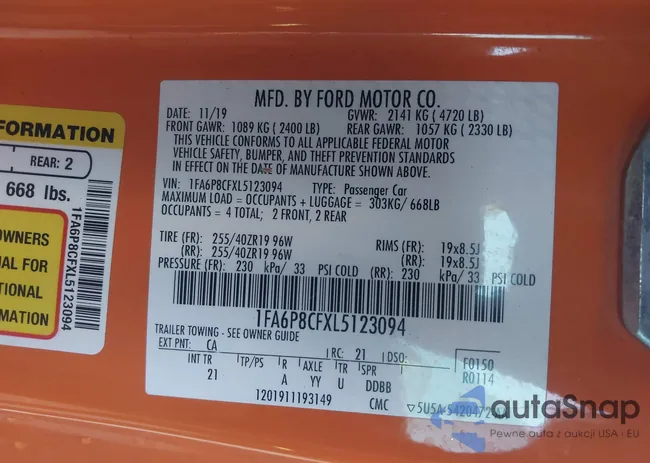 FORMATION
REAR: 2
668 lbs.
OWNERS
AL FOR
TIONAL
RMATION
1FA6P8CFXL5123094
MFD. BY FORD MOTOR CO.
DATE: 11/19 GVWR: 2141 KG ( 4720 LB)
FRONT GAWR: 1089 KG ( 2400 LB) REAR GAWR: 1057 KG ( 2330 LB)
THIS VEHICLE CONFORMS TO ALL APPLICABLE FEDERAL MOTOR
VEHICLE SAFETY, BUMPER, AND THEFT PREVENTION STANDARDS
IN EFFECT ON THE DATE OF MANUFACTURE SHOWN ABOVE.
VIN: 1FA6P8CFXL5123094 TYPE: Passenger Car
MAXIMUM LOAD = OCCUPANTS + LUGGAGE = 303KG/ 668LB
OCCUPANTS = 4 TOTAL; 2 FRONT, 2 REAR
TIRE (FR): 255/40ZR19 96W RIMS (FR): 19x8.5J
(RR): 255/40ZR19 96W (RR): 19x8.5J
PRESSURE (FR): 230 kPa/ 33 PSI COLD (RR): 230 kPa/ 33 PSI COLD
1FA6P8CFXL5123094
TRAILER TOWING - SEE OWNER GUIDE
EXT PNT: CA RC: 21 DSO: F0150
INT TR TP/PS R AXLE TR SPR R0114
21 A YY U DDBB
1201911193149 CMC
autaSnap
Pewne auta z aukcji USA i EU